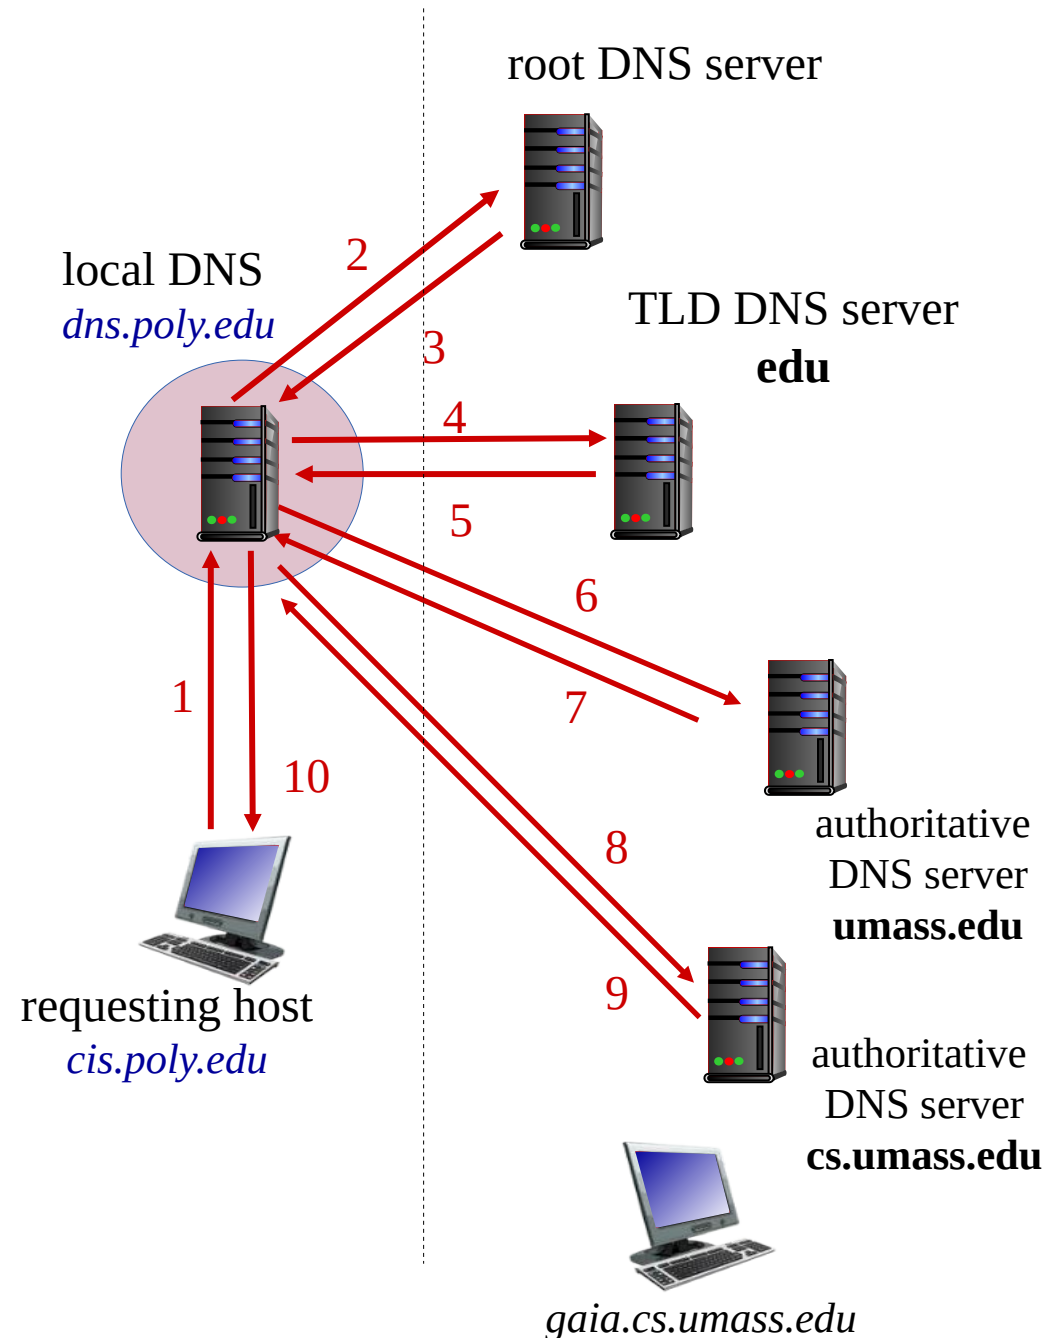 root DNS server
2
local DNS
dns.poly.edu
TLD DNS server
edu
3
4
5
6
1
7
10
8
authoritative
DNS server
umass.edu
9
requesting host
cis.poly.edu
authoritative
DNS server
cs.umass.edu
gaia.cs.umass.edu